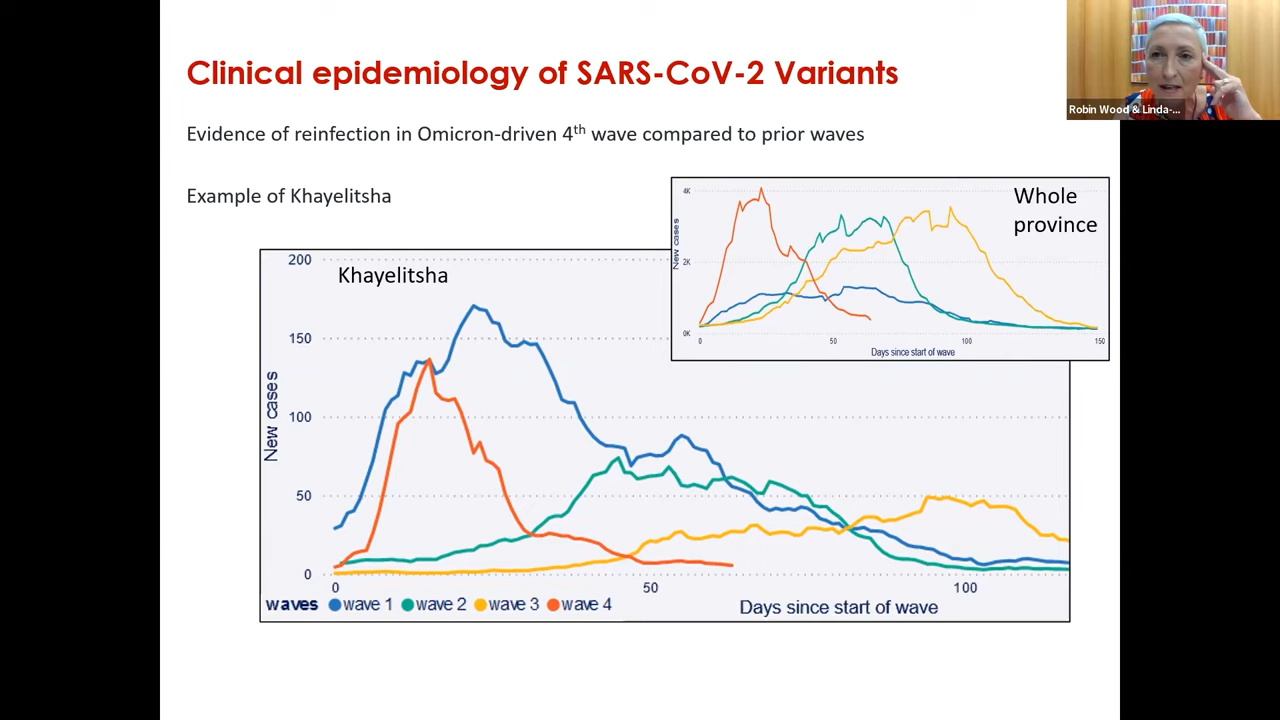 Clinical epidemiology of SARS-CoV-2 Variants
Robin Wood & Linda-...
Evidence of reinfection in Omicron-driven 4th wave compared to prior waves
Example of Khayelitsha
Whole
province
4K
2K
0K
New cases
0 50 100 150
Days since start of wave
Khayelitsha
200
150
100
50
0
New cases
0 50 100
waves wave 1 wave 2 wave 3 wave 4
Days since start of wave